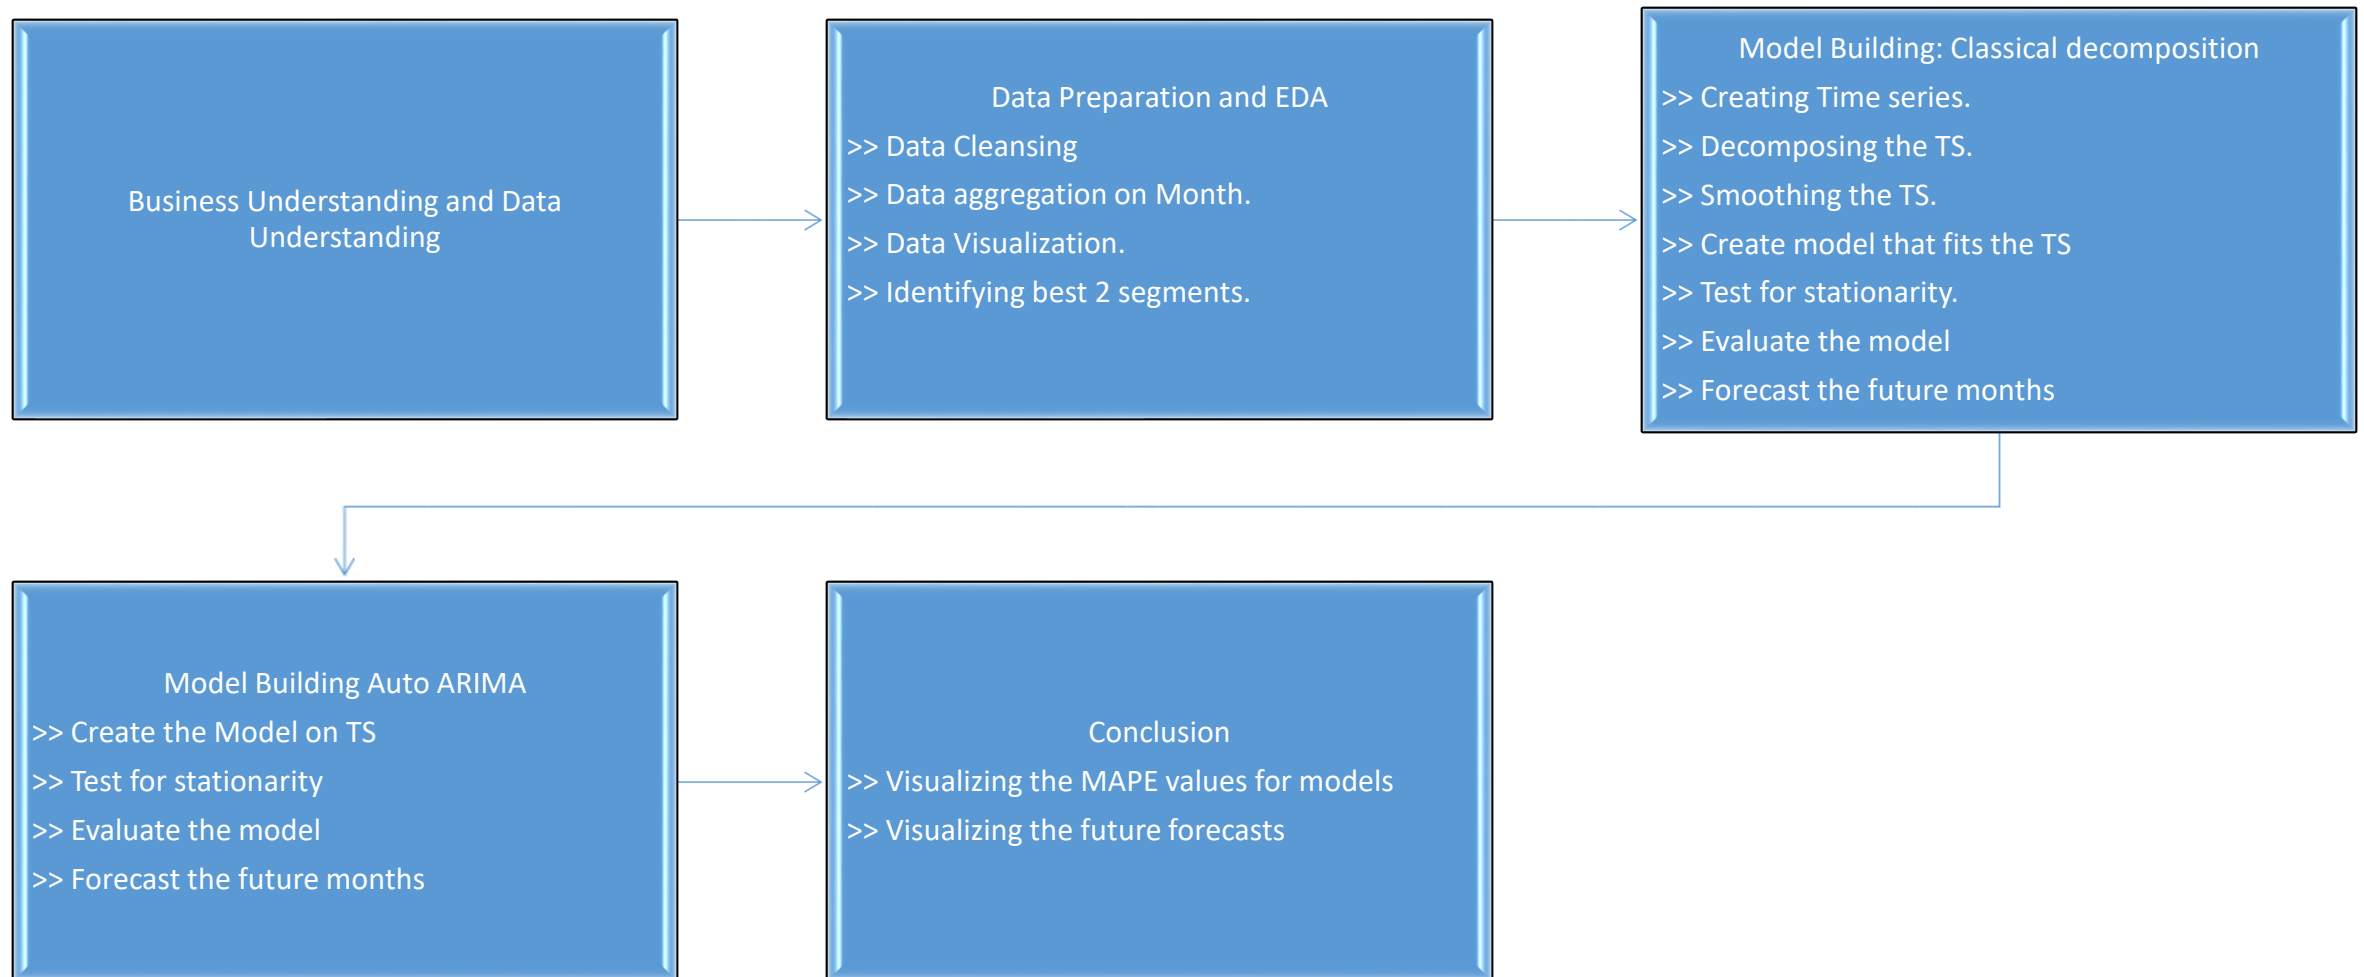 Business Understanding and Data
Understanding
Data Preparation and EDA
>> Data Cleansing
>> Data aggregation on Month.
>> Data Visualization.
>> Identifying best 2 segments.
Model Building: Classical decomposition
>> Creating Time series.
>> Decomposing the TS.
>> Smoothing the TS.
>> Create model that fits the TS
>> Test for stationarity.
>> Evaluate the model
>> Forecast the future months
Model Building Auto ARIMA
>> Create the Model on TS
>> Test for stationarity
>> Evaluate the model
>> Forecast the future months
Conclusion
>> Visualizing the MAPE values for models
>> Visualizing the future forecasts